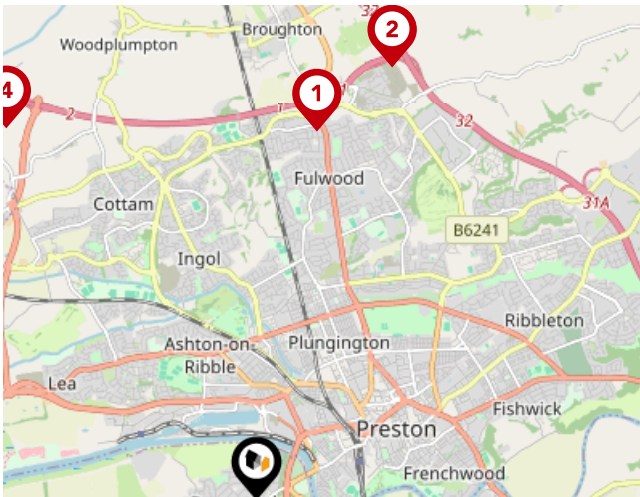 2
37
Broughton
Woodplumpton
4
1
1
2
32
Fulwood
Cottam
31A
B6241
Ingol
Ribbleton
Ashton-on-
Ribble
Plungington
Lea
Fishwick
Preston
Frenchwood